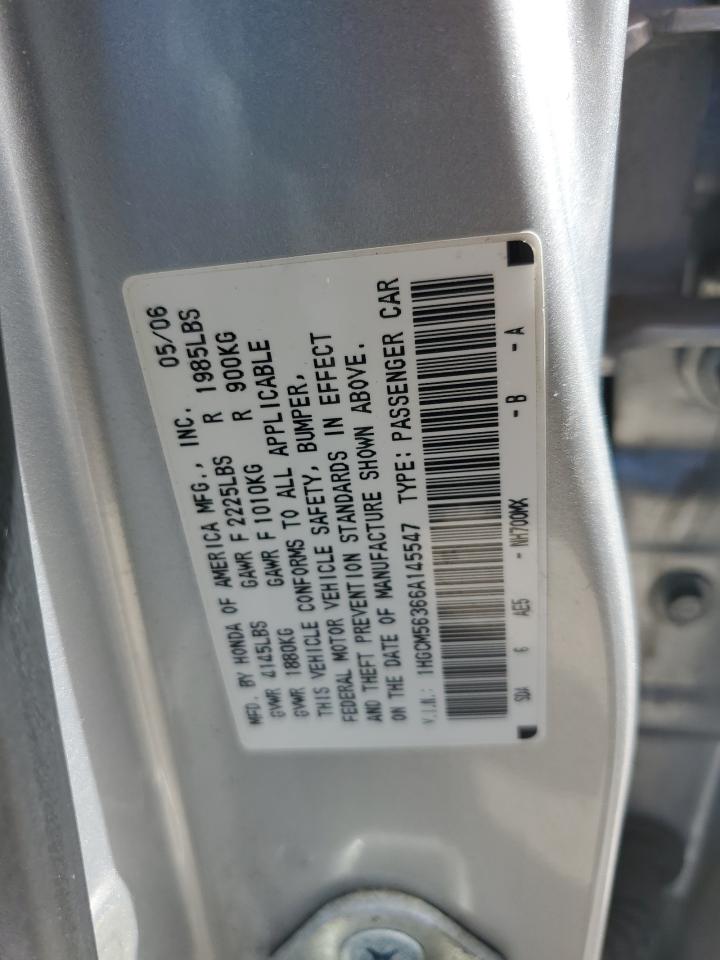 MFD. BY HONDA OF AMERICA MFG., INC. 05/06
GVWR 4145LBS GAWR F 2225LBS R 1985LBS
GVWR 1880KG GAWR F 1010KG R 900KG
THIS VEHICLE CONFORMS TO ALL APPLICABLE
FEDERAL MOTOR VEHICLE SAFETY, BUMPER,
AND THEFT PREVENTION STANDARDS IN EFFECT
ON THE DATE OF MANUFACTURE SHOWN ABOVE.
V.I.N.: 1HGCM56366A145547 TYPE: PASSENGER CAR
SDA 6 AE5 - NH700MX - B - A